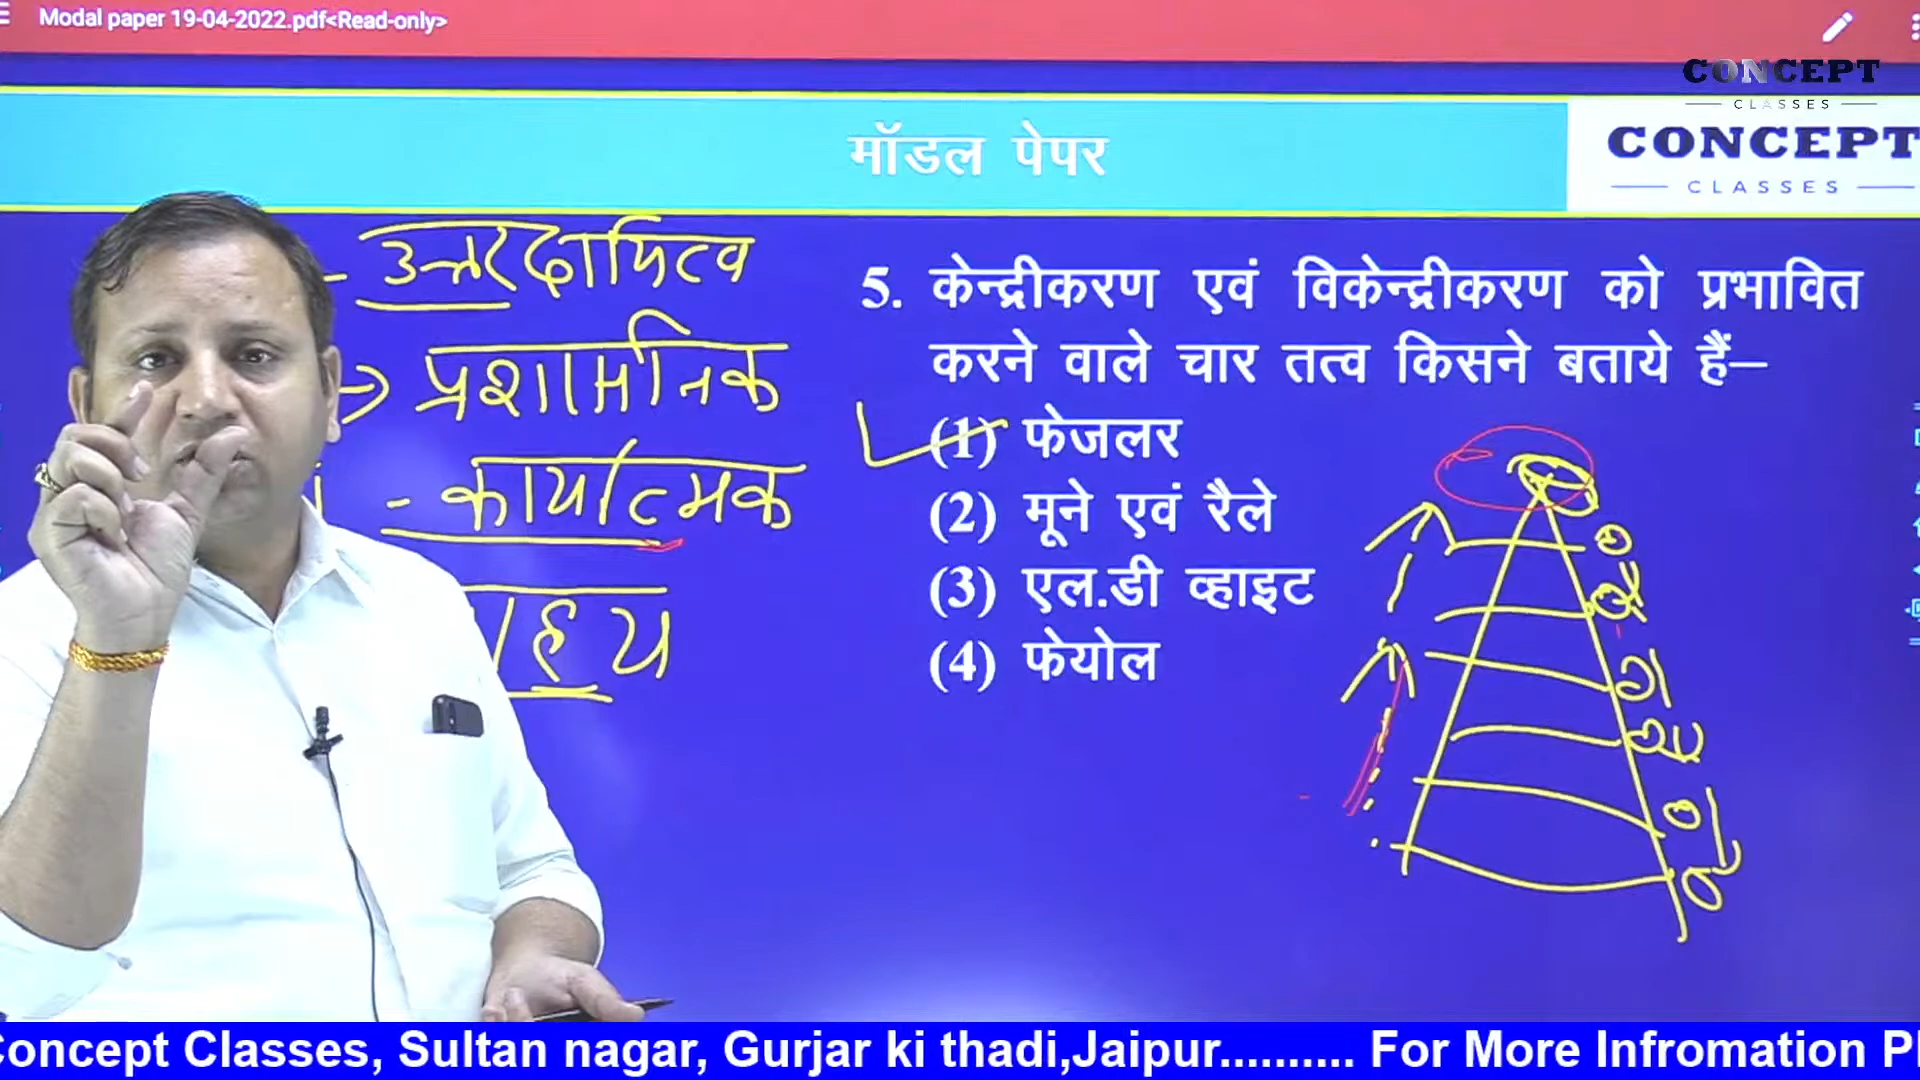 Modal paper 19-04-2022.pdf<Read-only>
CONCEPT
CLASSES
मॉडल पेपर
CONCEPT
CLASSES
- उत्तरदायित्व
→ प्रशासनिक
- कार्यात्मक
5. केन्द्रीकरण एवं विकेन्द्रीकरण को प्रभावित
करने वाले चार तत्व किसने बताये हैं–
(1) फेजलर
(2) मूने एवं रैले
(3) एल.डी व्हाइट
(4) फेयोल
Concept Classes, Sultan nagar, Gurjar ki thadi,Jaipur.......... For More Infromation